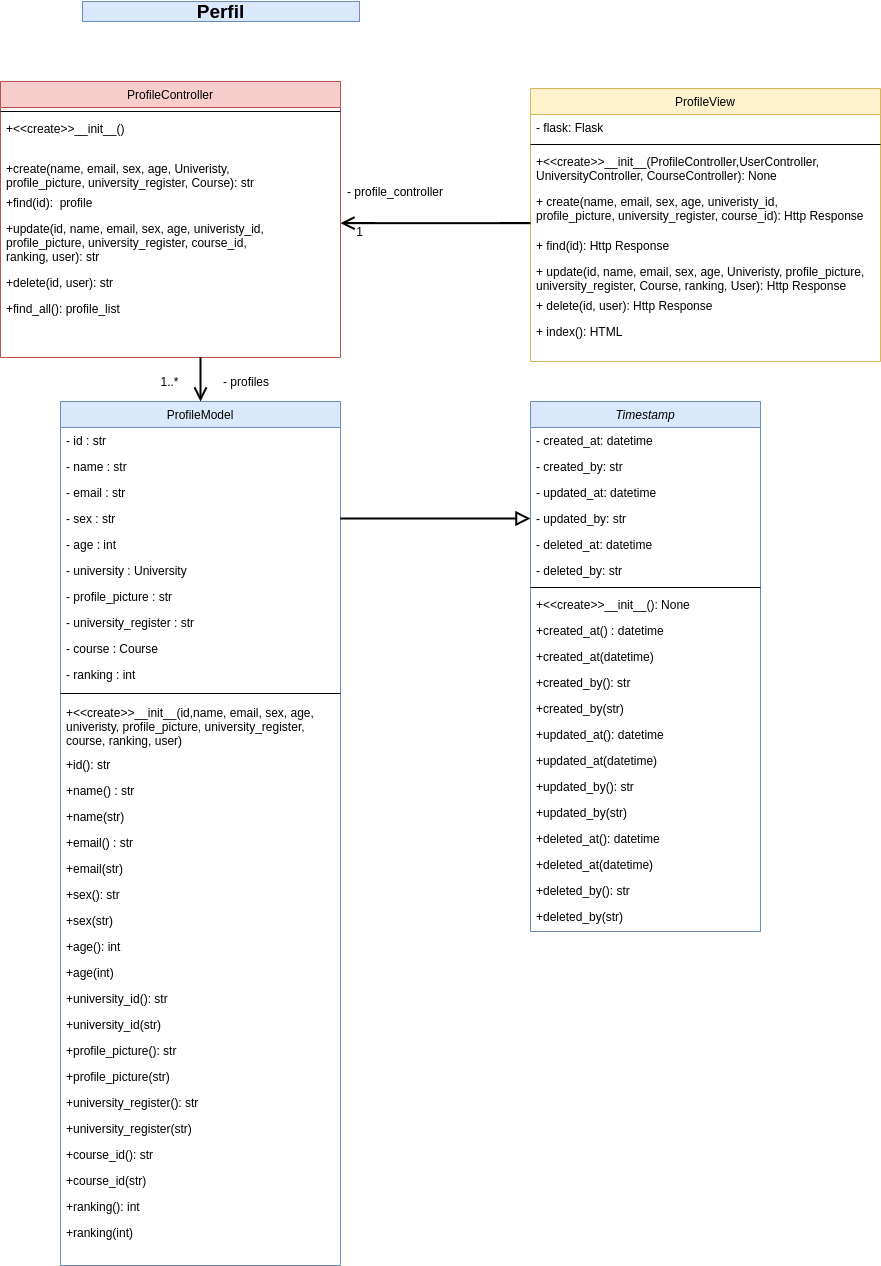 Perfil
ProfileController
+<<create>>__init__()
+create(name, email, sex, age, Univeristy,
profile_picture, university_register, Course): str
+find(id):  profile
+update(id, name, email, sex, age, univeristy_id,
profile_picture, university_register, course_id,
ranking, user): str
+delete(id, user): str
+find_all(): profile_list
- profile_controller
1
ProfileView
- flask: Flask
+<<create>>__init__(ProfileController,UserController,
UniversityController, CourseController): None
+ create(name, email, sex, age, univeristy_id,
profile_picture, university_register, course_id): Http Response
+ find(id): Http Response
+ update(id, name, email, sex, age, Univeristy, profile_picture,
university_register, Course, ranking, User): Http Response
+ delete(id, user): Http Response
+ index(): HTML
1..*
- profiles
ProfileModel
- id : str
- name : str
- email : str
- sex : str
- age : int
- university : University
- profile_picture : str
- university_register : str
- course : Course
- ranking : int
+<<create>>__init__(id,name, email, sex, age,
univeristy, profile_picture, university_register,
course, ranking, user)
+id(): str
+name() : str
+name(str)
+email() : str
+email(str)
+sex(): str
+sex(str)
+age(): int
+age(int)
+university_id(): str
+university_id(str)
+profile_picture(): str
+profile_picture(str)
+university_register(): str
+university_register(str)
+course_id(): str
+course_id(str)
+ranking(): int
+ranking(int)
Timestamp
- created_at: datetime
- created_by: str
- updated_at: datetime
- updated_by: str
- deleted_at: datetime
- deleted_by: str
+<<create>>__init__(): None
+created_at() : datetime
+created_at(datetime)
+created_by(): str
+created_by(str)
+updated_at(): datetime
+updated_at(datetime)
+updated_by(): str
+updated_by(str)
+deleted_at(): datetime
+deleted_at(datetime)
+deleted_by(): str
+deleted_by(str)